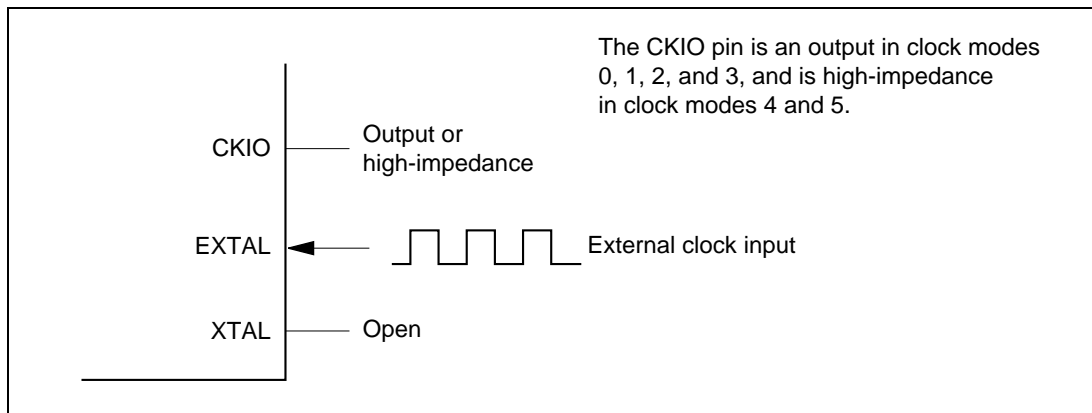 The CKIO pin is an output in clock modes
0, 1, 2, and 3, and is high-impedance
in clock modes 4 and 5.
CKIO
Output or
high-impedance
EXTAL
External clock input
XTAL
Open